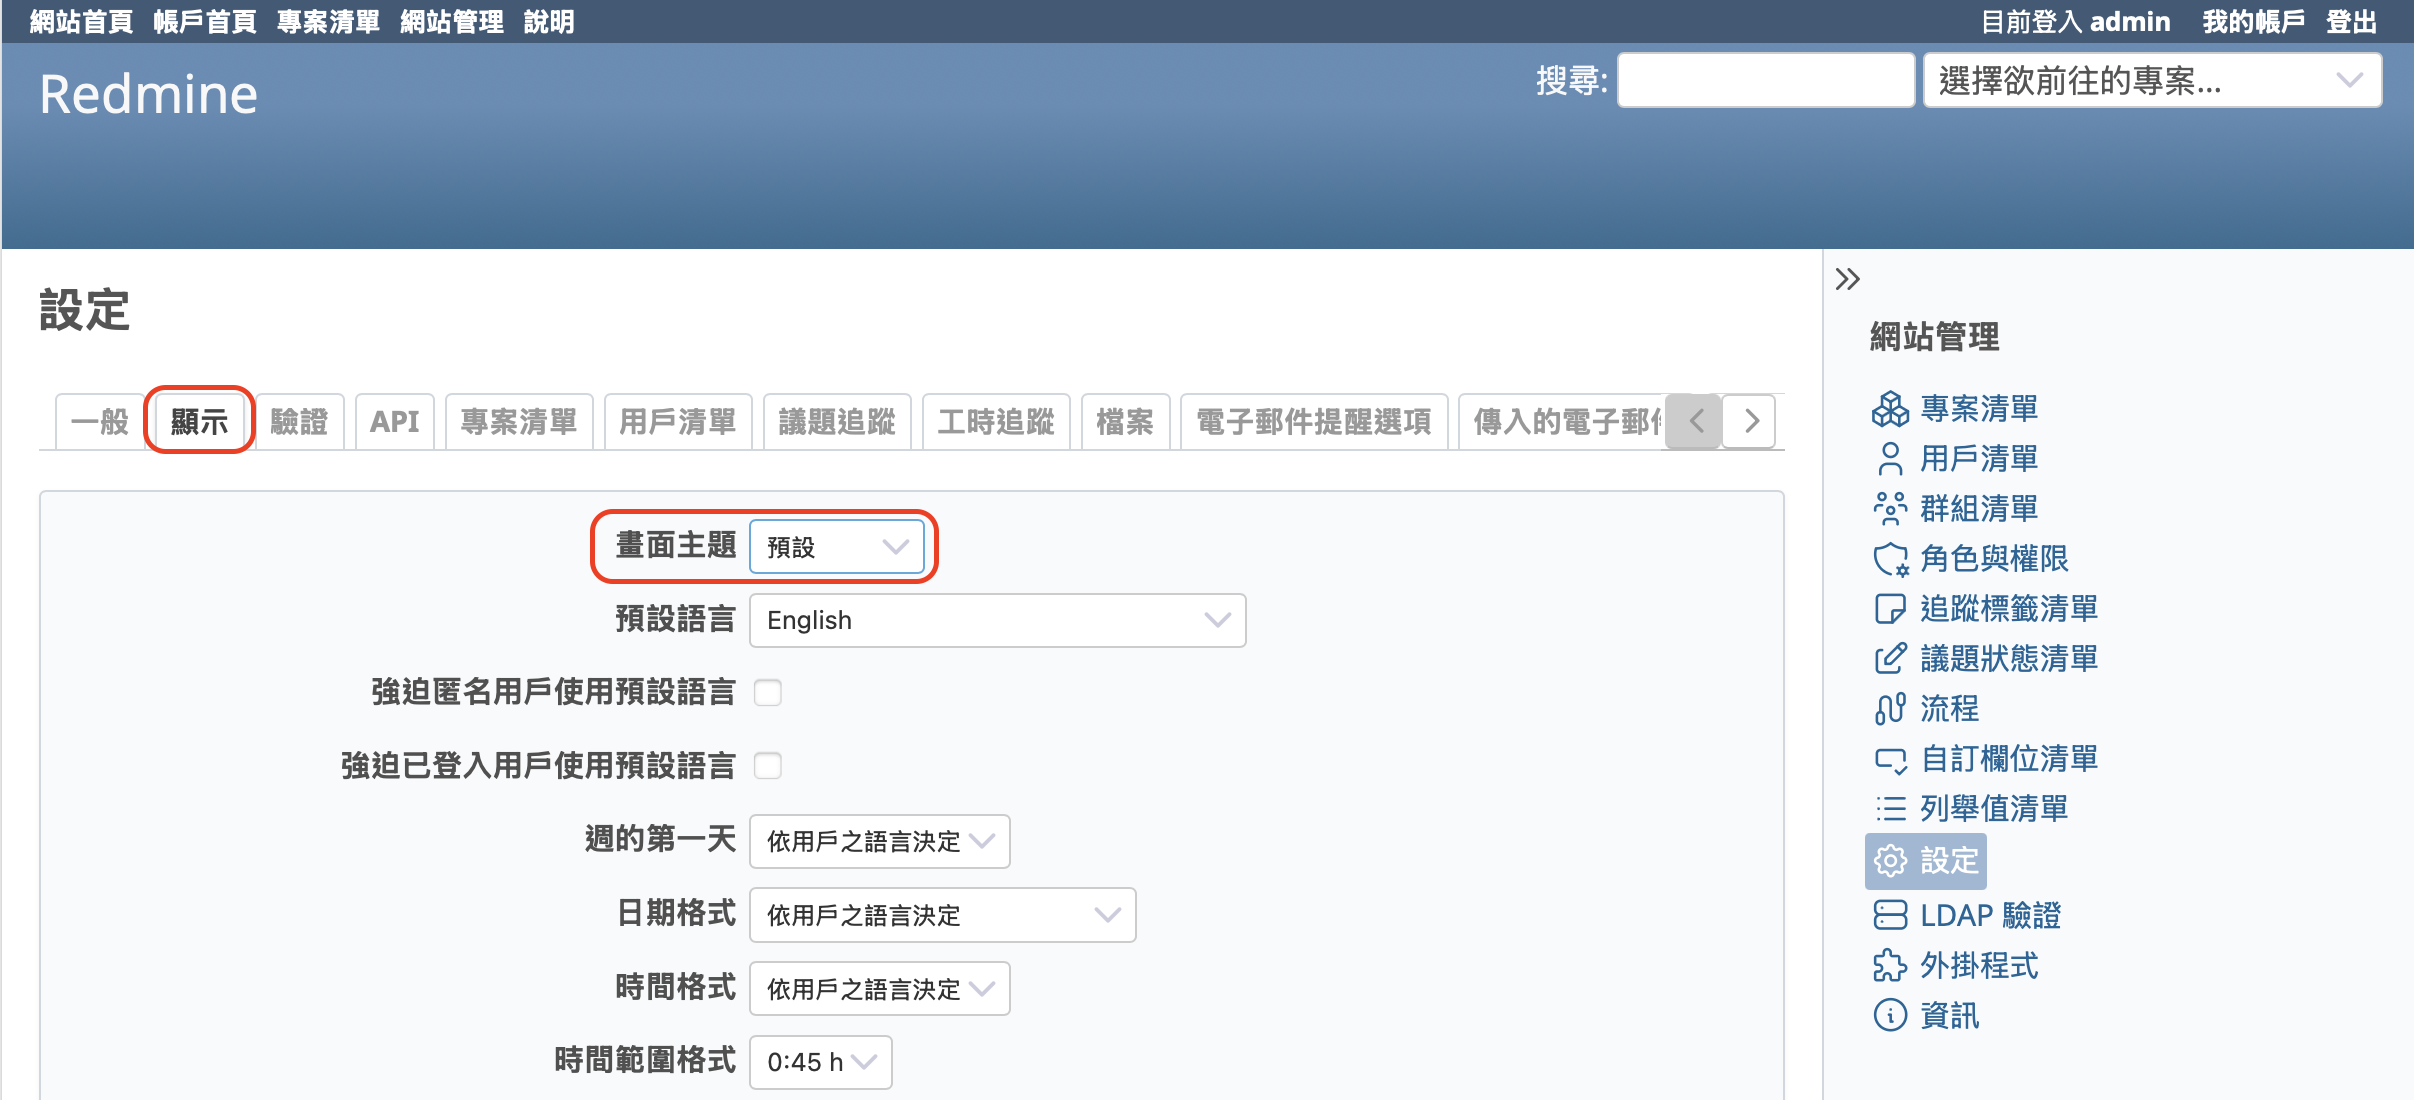 網站首頁 帳戶首頁 專案清單 網站管理 說明
目前登入 admin 我的帳戶 登出
Redmine
搜尋:
選擇欲前往的專案...
設定
一般 顯示 驗證 API 專案清單 用戶清單 議題追蹤 工時追蹤 檔案 電子郵件提醒選項 傳入的電子郵
畫面主題 預設
預設語言 English
強迫匿名用戶使用預設語言
強迫已登入用戶使用預設語言
週的第一天 依用戶之語言決定
日期格式 依用戶之語言決定
時間格式 依用戶之語言決定
時間範圍格式 0:45 h
網站管理
專案清單
用戶清單
群組清單
角色與權限
追蹤標籤清單
議題狀態清單
流程
自訂欄位清單
列舉值清單
設定
LDAP 驗證
外掛程式
資訊